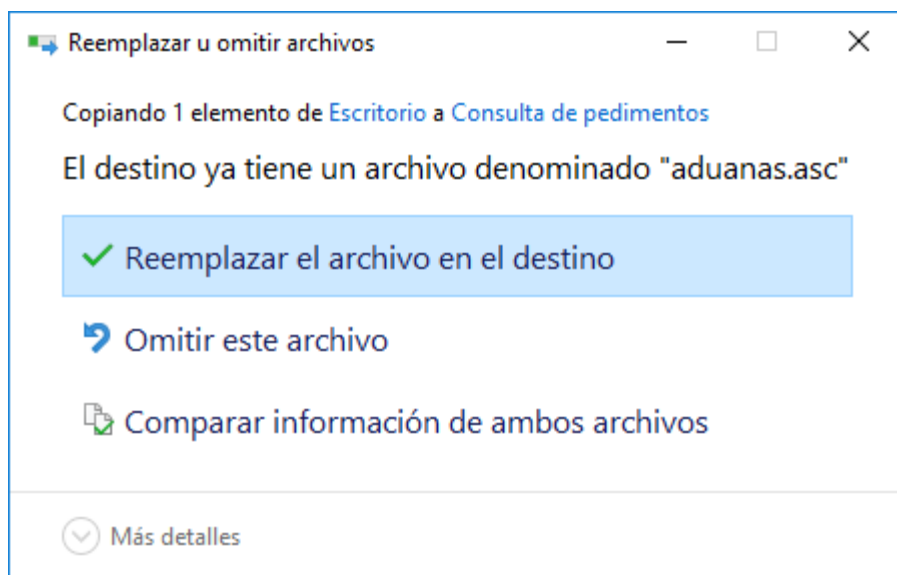 Reemplazar u omitir archivos
Copiando 1 elemento de Escritorio a Consulta de pedimentos
El destino ya tiene un archivo denominado "aduanas.asc"
Reemplazar el archivo en el destino
Omitir este archivo
Comparar información de ambos archivos
Más detalles